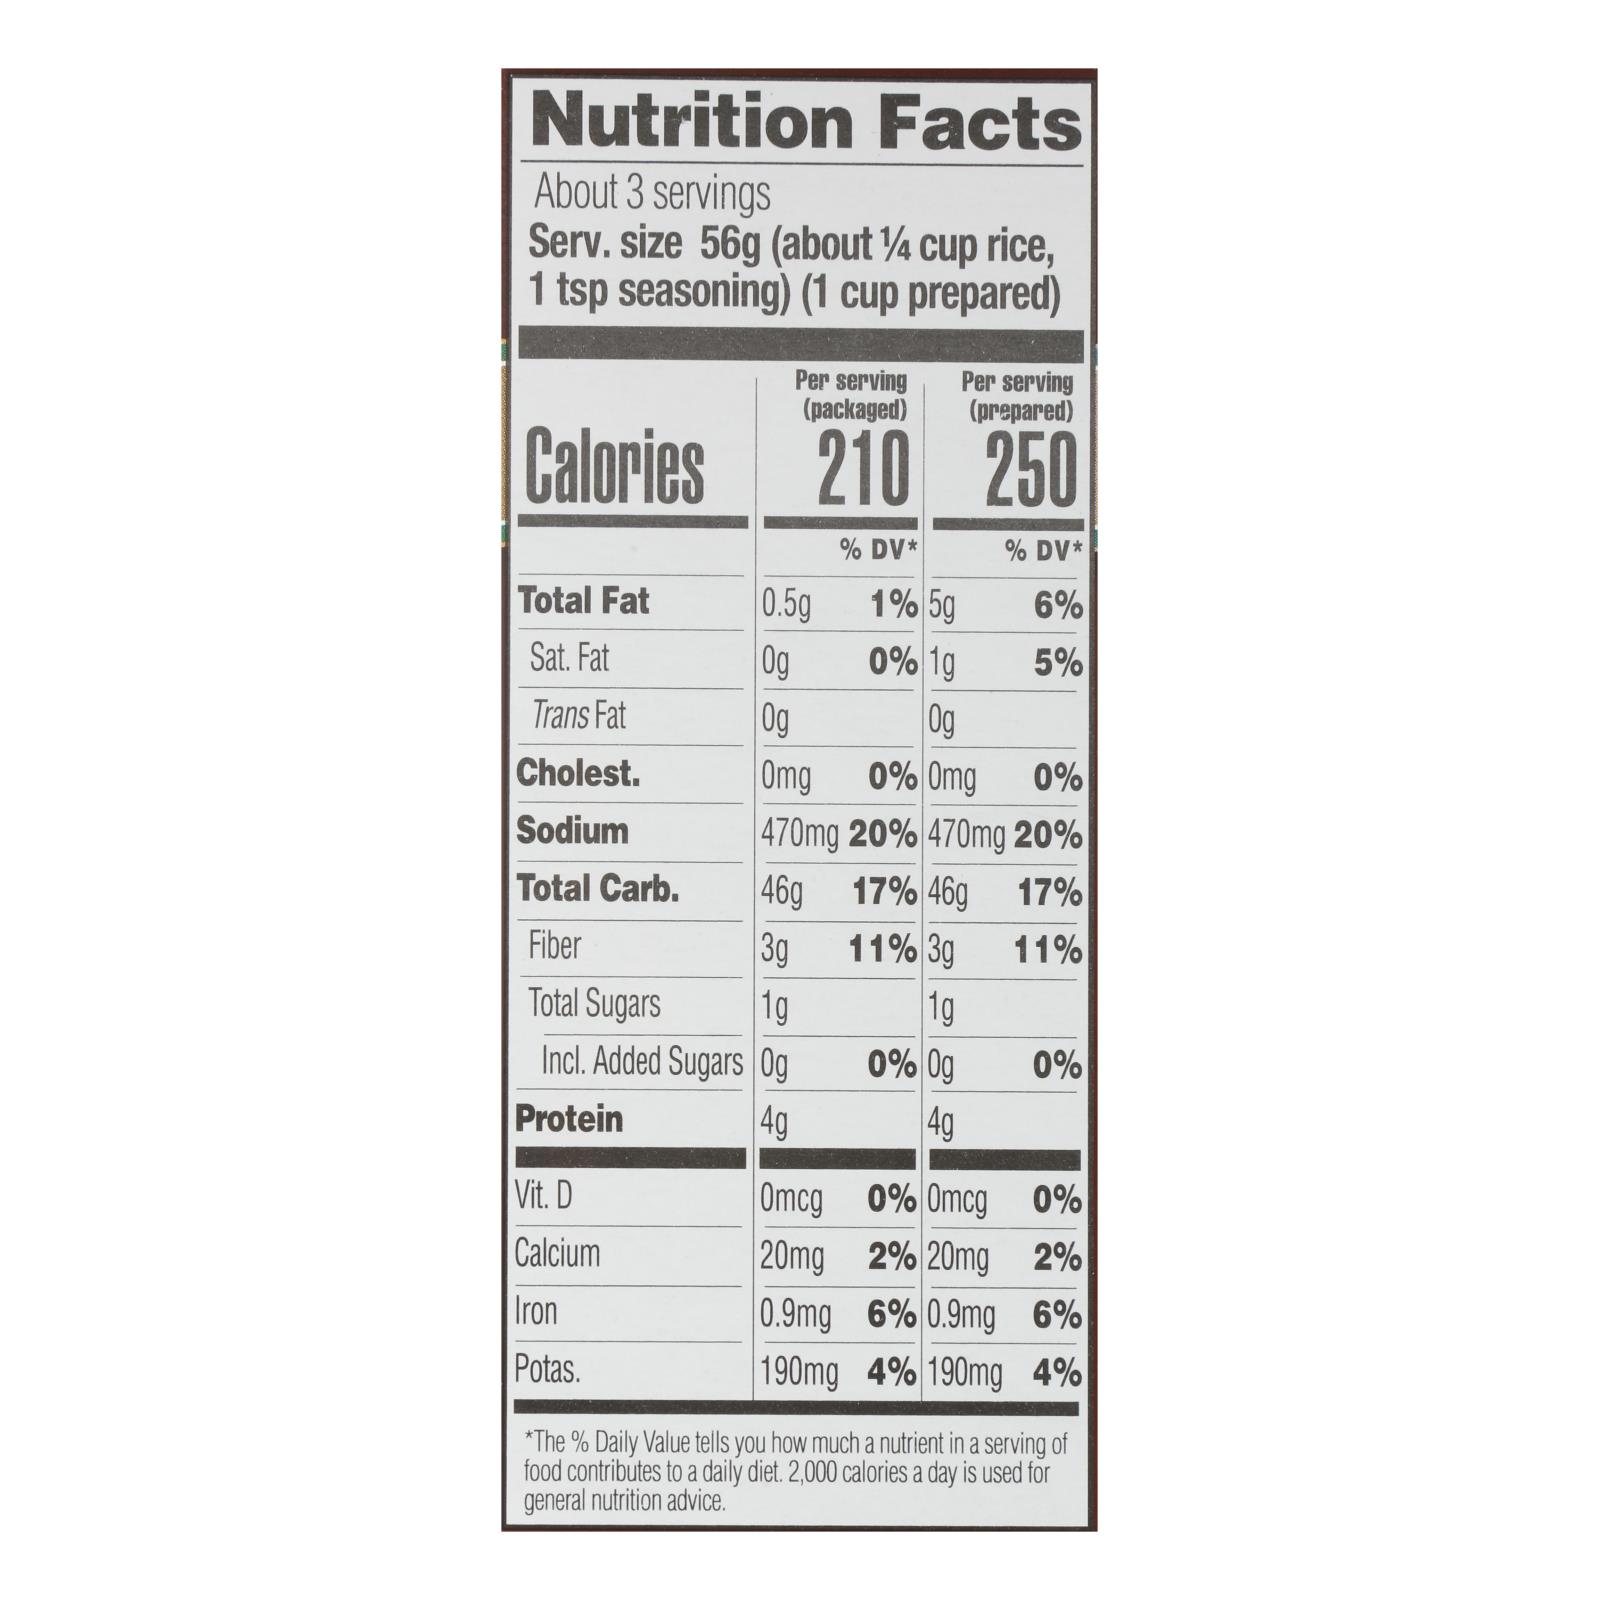 Nutrition Facts
About 3 servings
Serv. size 56g (about ¼ cup rice,
1 tsp seasoning) (1 cup prepared)
Per serving Per serving
(packaged) (prepared)
Calories 210 250
% DV* % DV*
Total Fat 0.5g 1% 5g 6%
Sat. Fat 0g 0% 1g 5%
Trans Fat 0g 0g
Cholest. 0mg 0% 0mg 0%
Sodium 470mg 20% 470mg 20%
Total Carb. 46g 17% 46g 17%
Fiber 3g 11% 3g 11%
Total Sugars 1g 1g
Incl. Added Sugars 0g 0% 0g 0%
Protein 4g 4g
Vit. D 0mcg 0% 0mcg 0%
Calcium 20mg 2% 20mg 2%
Iron 0.9mg 6% 0.9mg 6%
Potas. 190mg 4% 190mg 4%
*The % Daily Value tells you how much a nutrient in a serving of
food contributes to a daily diet. 2,000 calories a day is used for
general nutrition advice.